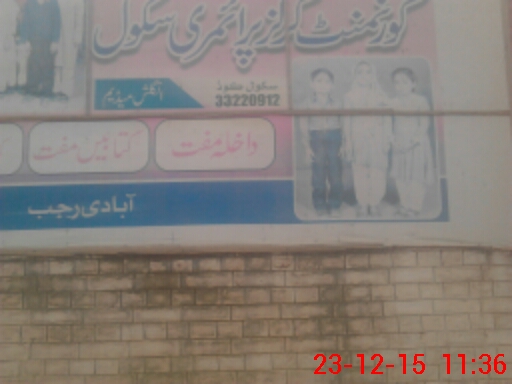 گورنمنٹ گرلز پرائمری سکول
سکول کوڈ
33220912
انگلش میڈیم
داخلہ مفت
کتابیں مفت
آبادی رجب
23-12-15 11:36